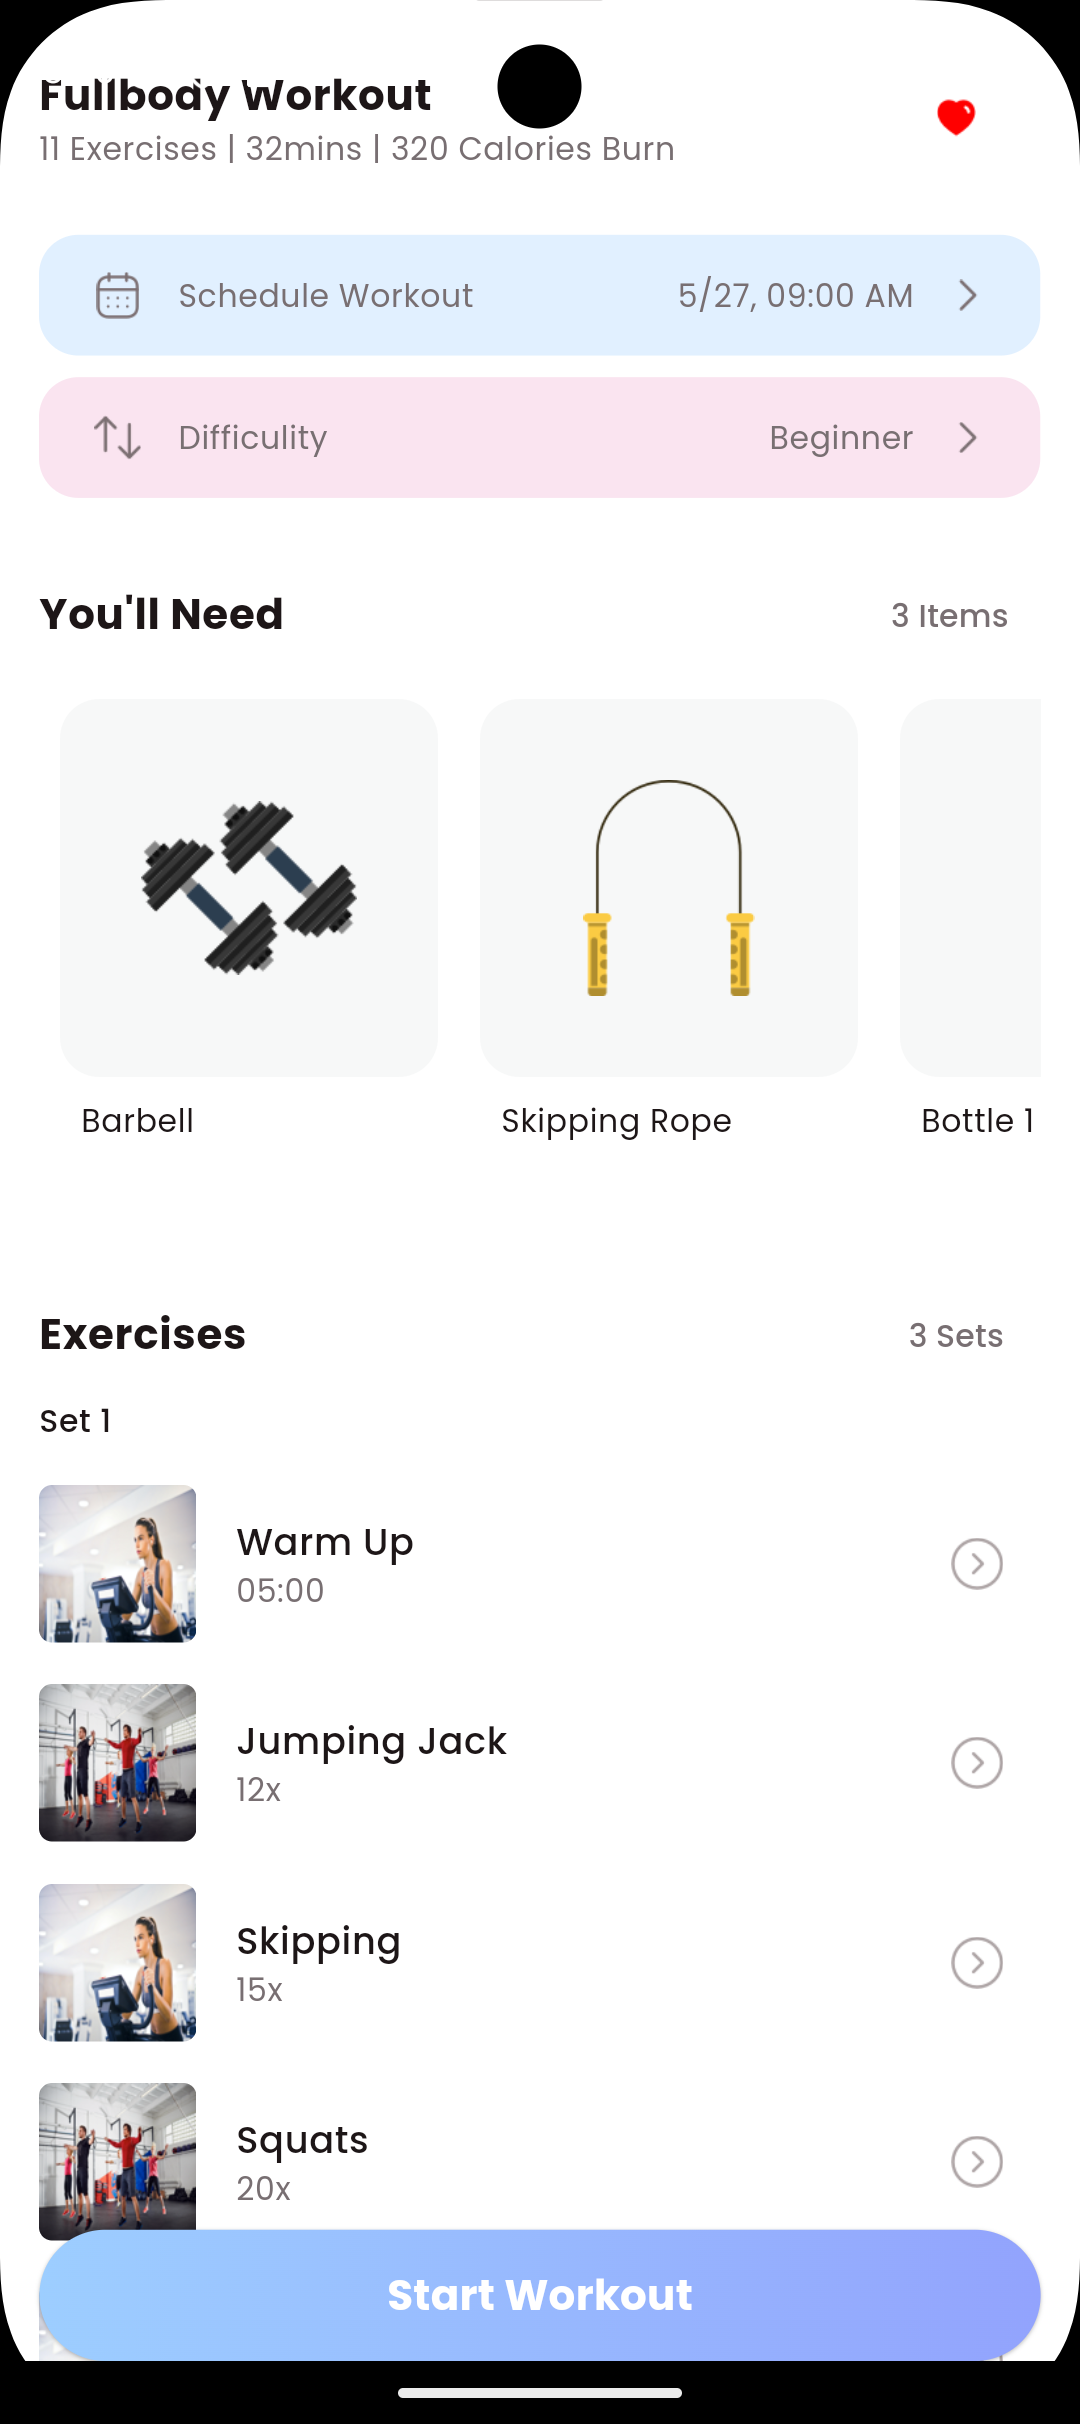 Fullbody Workout
11 Exercises | 32mins | 320 Calories Burn
Schedule Workout 5/27, 09:00 AM
Difficulity Beginner
You'll Need 3 Items
Barbell Skipping Rope Bottle 1
Exercises 3 Sets
Set 1
Warm Up
05:00
Jumping Jack
12x
Skipping
15x
Squats
20x
Start Workout